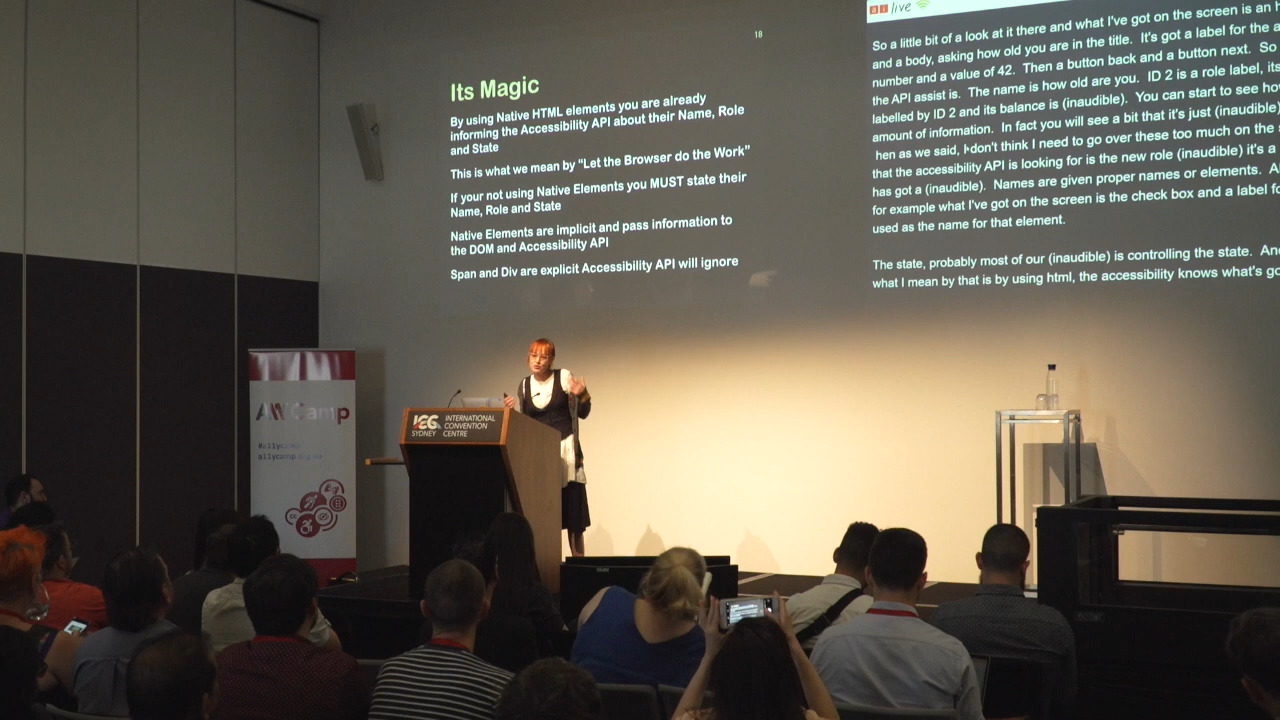 18
Its Magic
By using Native HTML elements you are already
informing the Accessibility API about their Name, Role
and State
This is what we mean by “Let the Browser do the Work”
If your not using Native Elements you MUST state their
Name, Role and State
Native Elements are implicit and pass information to
the DOM and Accessibility API
Span and Div are explicit Accessibility API will ignore
ai live
So a little bit of a look at it there and what I've got on the screen is an
and a body, asking how old you are in the title. It's got a label for the
number and a value of 42. Then a button back and a button next. So
the API assist is. The name is how old are you. ID 2 is a role label, its
labelled by ID 2 and its balance is (inaudible). You can start to see
amount of information. In fact you will see a bit that it's just (inaudible)
hen as we said, I don't think I need to go over these too much on the
that the accessibility API is looking for is the new role (inaudible) it's a
has got a (inaudible). Names are given proper names or elements.
for example what I've got on the screen is the check box and a label
used as the name for that element.
The state, probably most of our (inaudible) is controlling the state.
what I mean by that is by using html, the accessibility knows what's
ICC
SYDNEY
INTERNATIONAL
CONVENTION
CENTRE
Camp